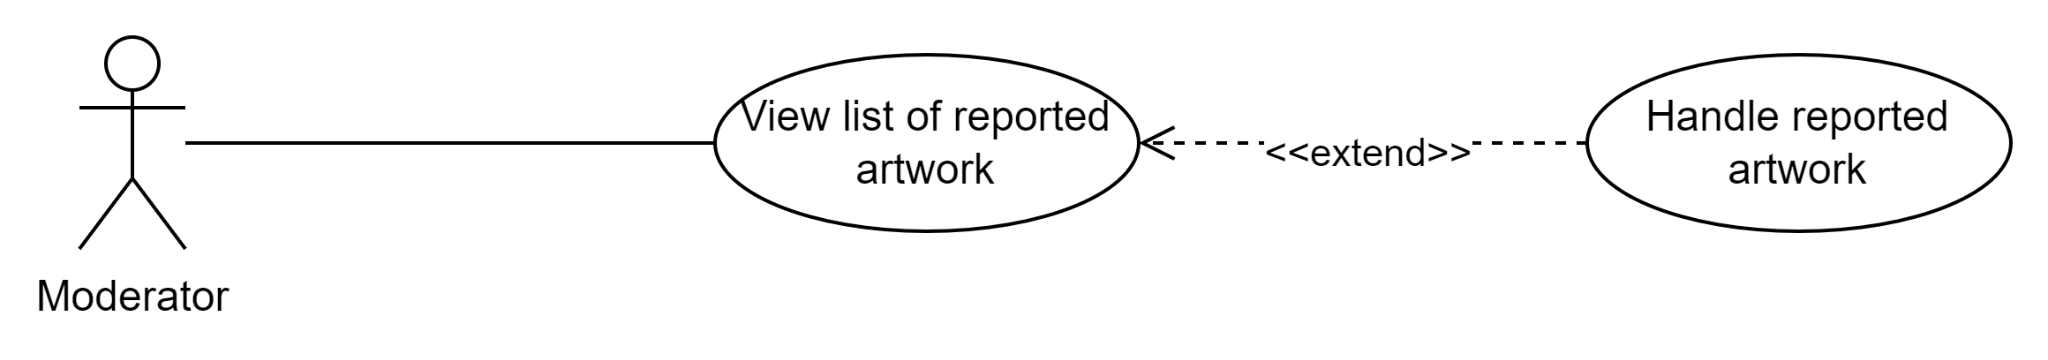 View list of reported
artwork
<<extend>>
Handle reported
artwork
Moderator